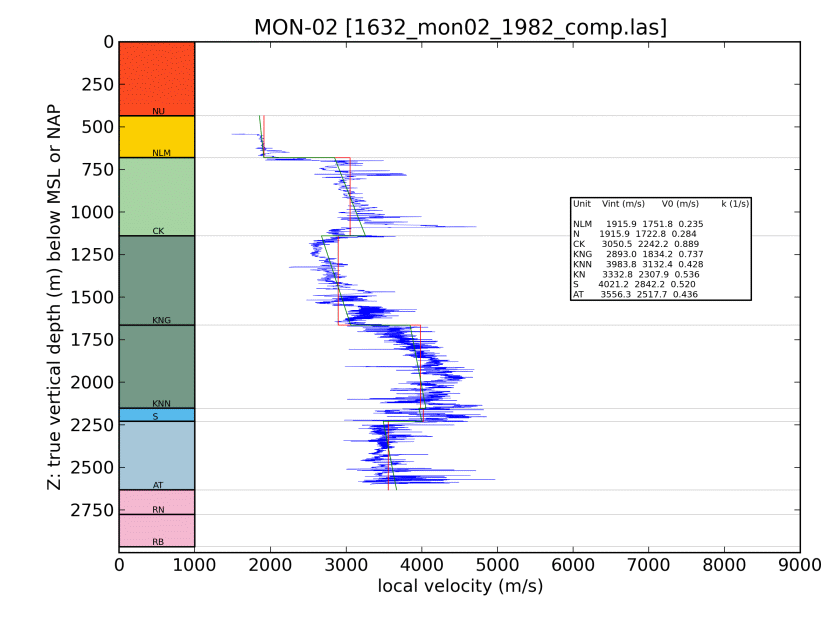 MON-02 [1632_mon02_1982_comp.las]
Z: true vertical depth (m) below MSL or NAP
0
250
500
750
1000
1250
1500
1750
2000
2250
2500
2750
NU
NLM
CK
KNG
KNN
S
AT
RN
RB
Unit Vint (m/s) V0 (m/s) k (1/s)
NLM 1915.9 1751.8 0.235
N 1915.9 1722.8 0.284
CK 3050.5 2242.2 0.889
KNG 2893.0 1834.2 0.737
KNN 3983.8 3132.4 0.428
KN 3332.8 2307.9 0.536
S 4021.2 2842.2 0.520
AT 3556.3 2517.7 0.436
0 1000 2000 3000 4000 5000 6000 7000 8000 9000
local velocity (m/s)